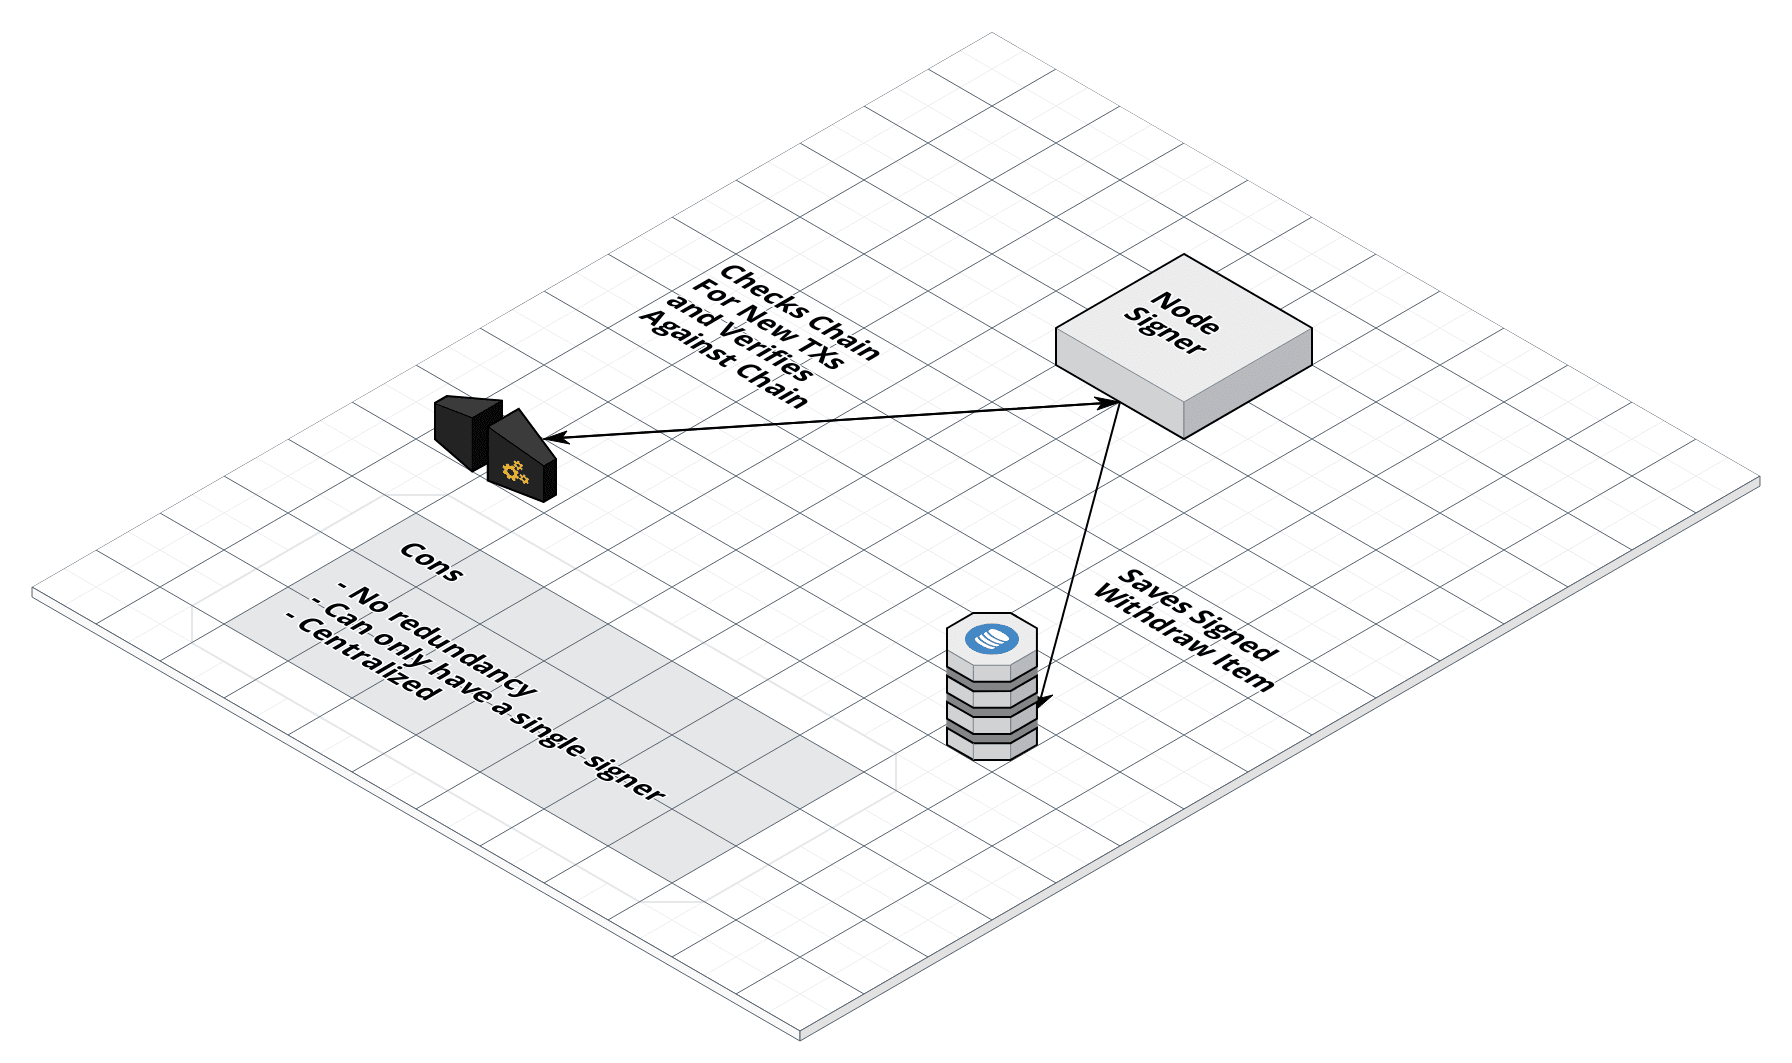 Checks Chain
For New TXs
and Verifies
Against Chain
Node
Signer
Cons
- No redundancy
- Can only have a single signer
- Centralized
Saves Signed
Withdraw Item